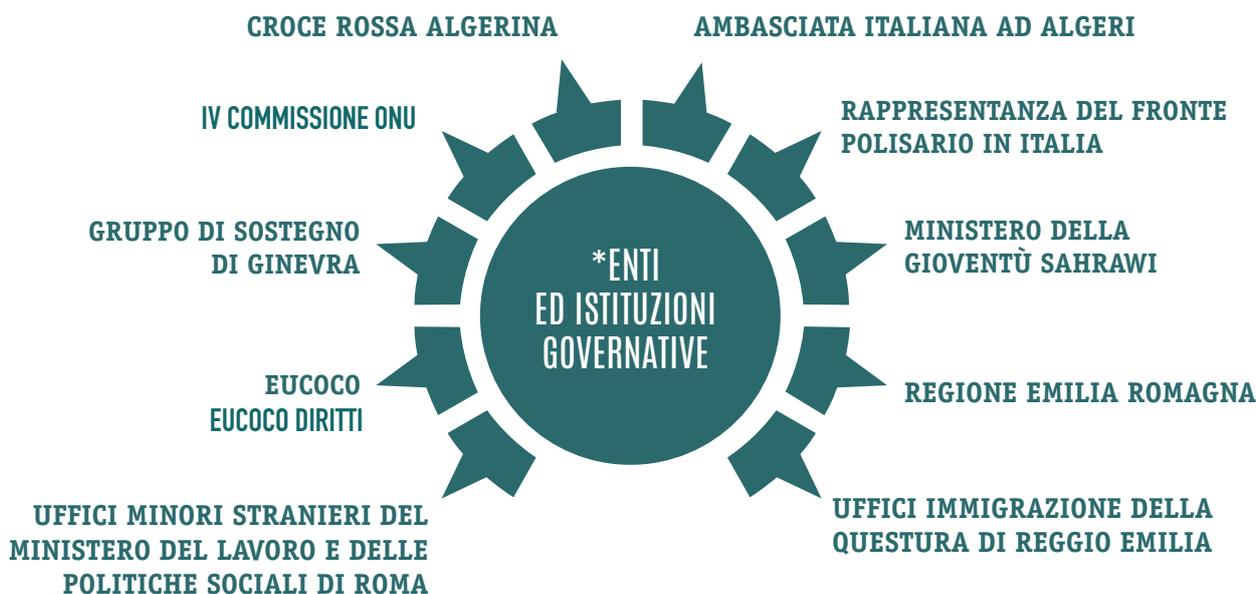 CROCE ROSSA ALGERINA
AMBASCIATA ITALIANA AD ALGERI
IV COMMISSIONE ONU
RAPPRESENTANZA DEL FRONTE
POLISARIO IN ITALIA
GRUPPO DI SOSTEGNO
DI GINEVRA
MINISTERO DELLA
GIOVENTÙ SAHRAWI
*ENTI
ED ISTITUZIONI
GOVERNATIVE
EUCOCO
EUCOCO DIRITTI
REGIONE EMILIA ROMAGNA
UFFICI MINORI STRANIERI DEL
MINISTERO DEL LAVORO E DELLE
POLITICHE SOCIALI DI ROMA
UFFICI IMMIGRAZIONE DELLA
QUESTURA DI REGGIO EMILIA